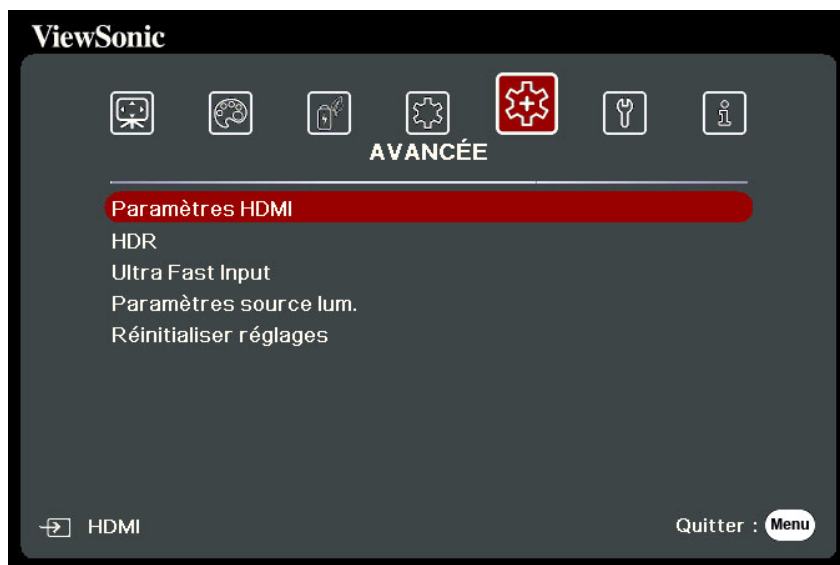 ViewSonic
AVANCÉE
Paramètres HDMI
HDR
Ultra Fast Input
Paramètres source lum.
Réinitialiser réglages
HDMI
Quitter : Menu